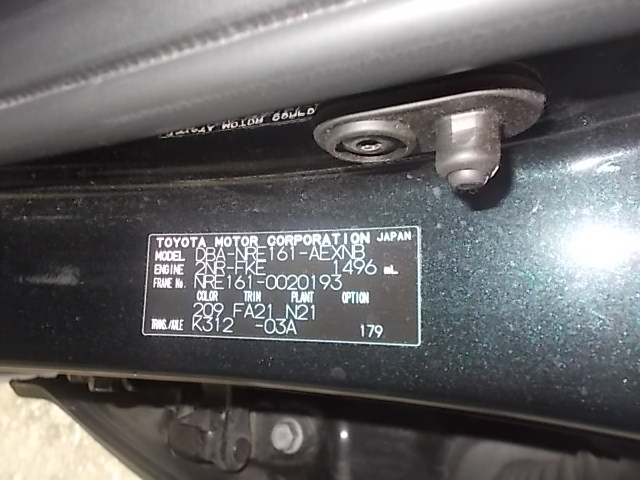 TOYOTA MOTOR CORPORATION JAPAN
MODEL DBA-NRE161-AEXNB
ENGINE 2NR-FKE 1496 mL
FRAME No. NRE161-0020193
COLOR TRIM PLANT OPTION
209 FA21 N21
TRANS./AXLE K312 -03A 179